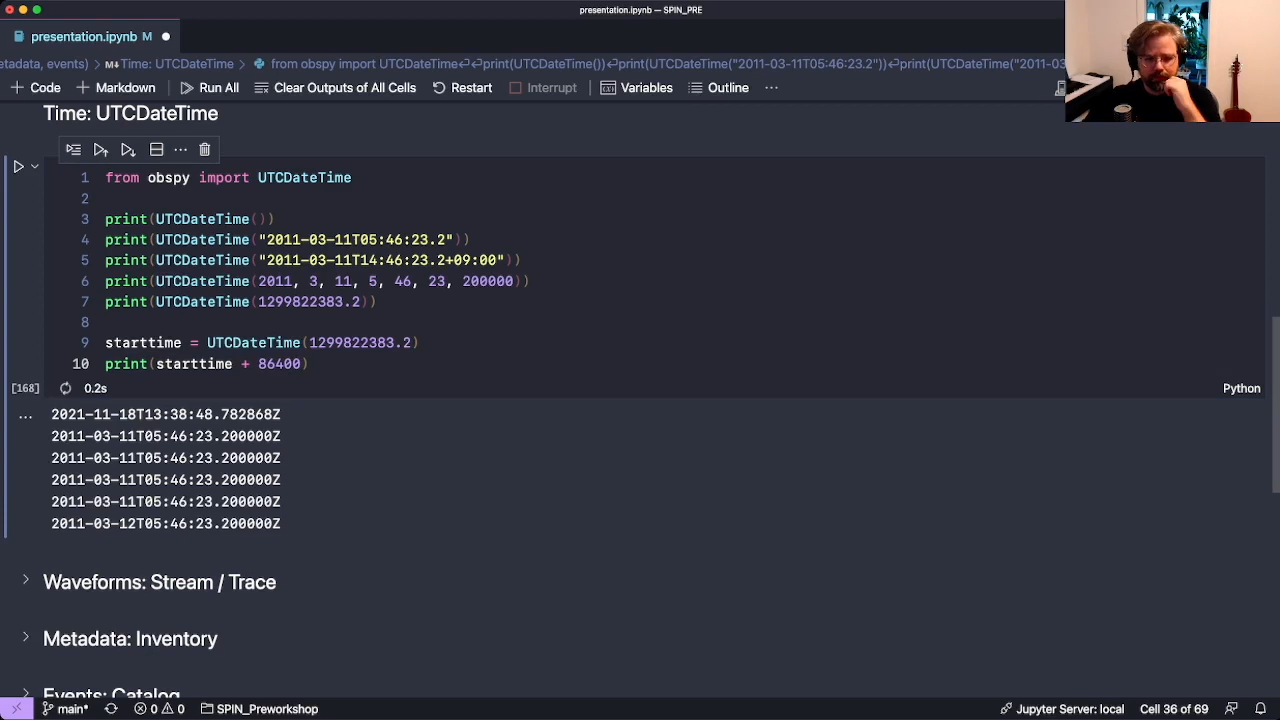 presentation.ipynb — SPIN_PRE
presentation.ipynb M
etadata, events) > M↓Time: UTCDateTime > from obspy import UTCDateTime↵↵print(UTCDateTime())↵print(UTCDateTime("2011-03-11T05:46:23.2"))↵print(UTCDateTime("2011-03-1
+ Code + Markdown Run All Clear Outputs of All Cells Restart Interrupt Variables Outline ...
Time: UTCDateTime
1 from obspy import UTCDateTime
2
3 print(UTCDateTime())
4 print(UTCDateTime("2011-03-11T05:46:23.2"))
5 print(UTCDateTime("2011-03-11T14:46:23.2+09:00"))
6 print(UTCDateTime(2011, 3, 11, 5, 46, 23, 200000))
7 print(UTCDateTime(1299822383.2))
8
9 starttime = UTCDateTime(1299822383.2)
10 print(starttime + 86400)
[168] 0.2s Python
... 2021-11-18T13:38:48.782868Z
2011-03-11T05:46:23.200000Z
2011-03-11T05:46:23.200000Z
2011-03-11T05:46:23.200000Z
2011-03-11T05:46:23.200000Z
2011-03-12T05:46:23.200000Z
> Waveforms: Stream / Trace
> Metadata: Inventory
> Events: Catalog
main* 0 0 SPIN_Preworkshop Jupyter Server: local Cell 36 of 69